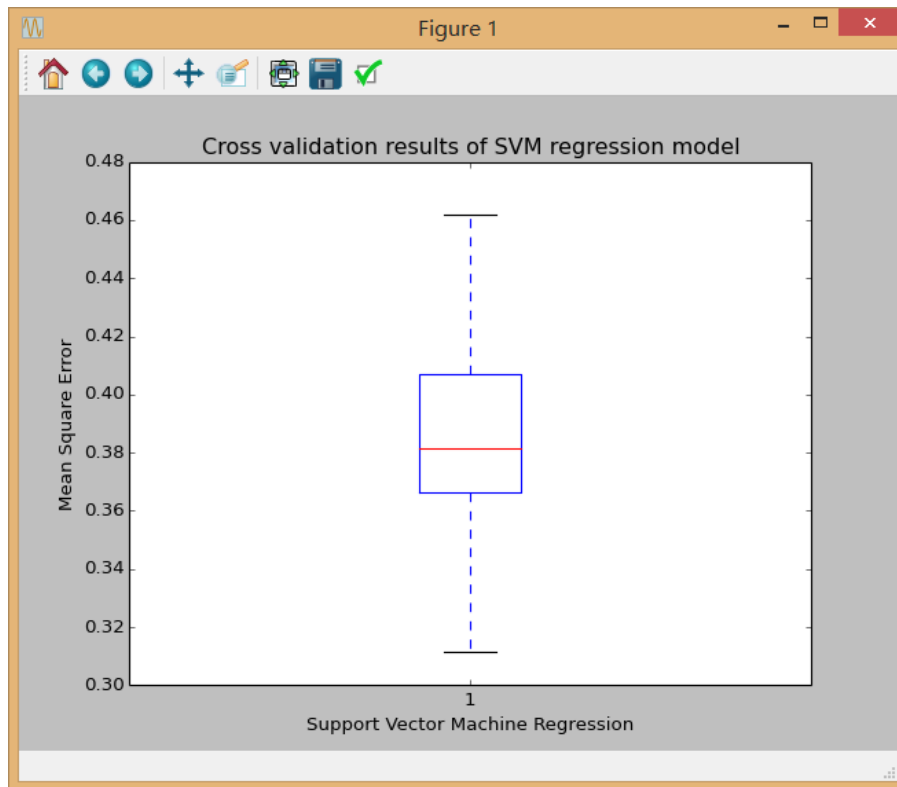 Figure 1
Cross validation results of SVM regression model
0.48
0.46
0.44
0.42
0.40
0.38
0.36
0.34
0.32
0.30
Mean Square Error
1
Support Vector Machine Regression